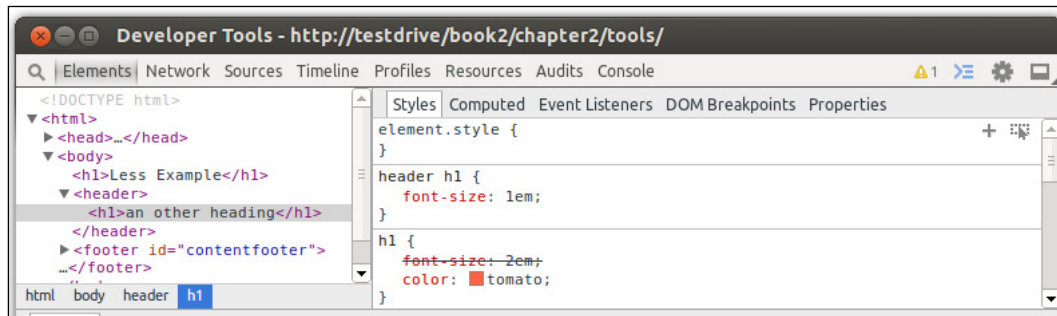 Developer Tools - http://testdrive/book2/chapter2/tools/
Elements Network Sources Timeline Profiles Resources Audits Console 1
<!DOCTYPE html>
▼<html>
▶<head>…</head>
▼<body>
<h1>Less Example</h1>
▼<header>
<h1>an other heading</h1>
</header>
▶<footer id="contentfooter">
…</footer>
html body header h1
Styles Computed Event Listeners DOM Breakpoints Properties
element.style {
}
header h1 {
font-size: 1em;
}
h1 {
font-size: 2em;
color: tomato;
}